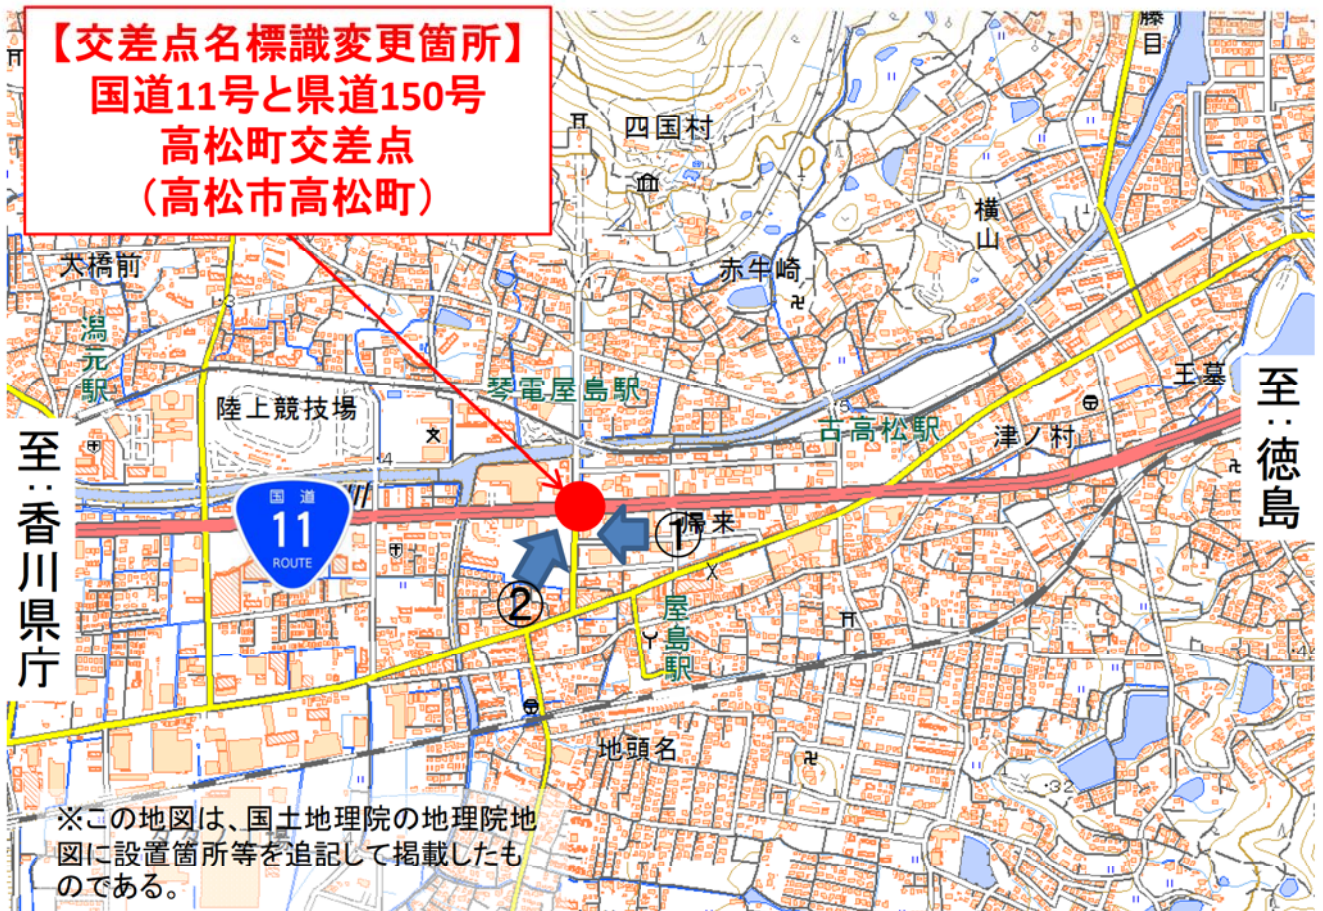 【交差点名標識変更箇所】
国道11号と県道150号
高松町交差点
（高松市高松町）
藤目
四国村
横山
大橋前
赤牛崎
潟元駅
琴電屋島駅
陸上競技場
古高松駅
津ノ村
王墓
至：香川県庁
至：徳島
国道
11
ROUTE
①
帰来
②
屋島駅
地頭名
※この地図は、国土地理院の地理院地
図に設置箇所等を追記して掲載したも
のである。